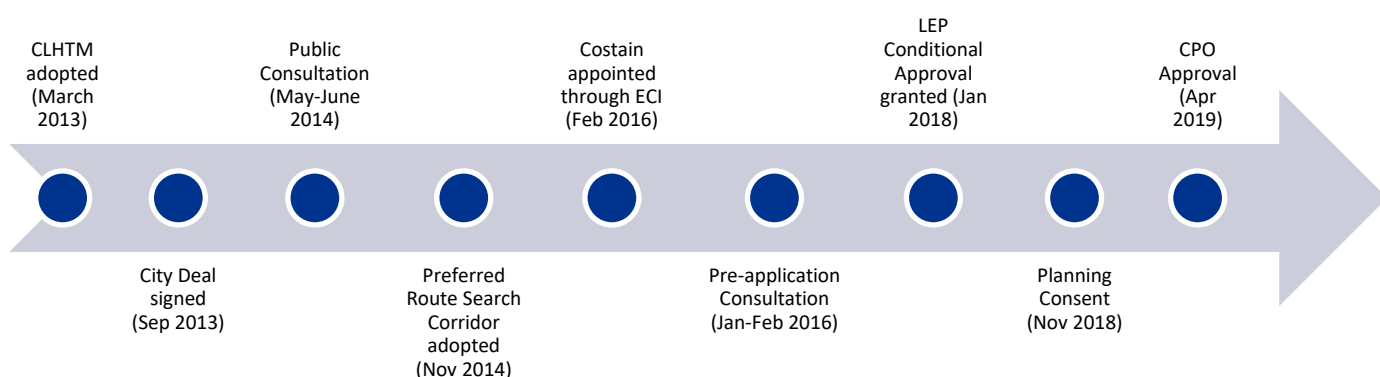 CLHTM
adopted
(March
2013)
City Deal
signed
(Sep 2013)
Public
Consultation
(May-June
2014)
Preferred
Route Search
Corridor
adopted
(Nov 2014)
Costain
appointed
through ECI
(Feb 2016)
Pre-application
Consultation
(Jan-Feb 2016)
LEP
Conditional
Approval
granted (Jan
2018)
Planning
Consent
(Nov 2018)
CPO
Approval
(Apr
2019)